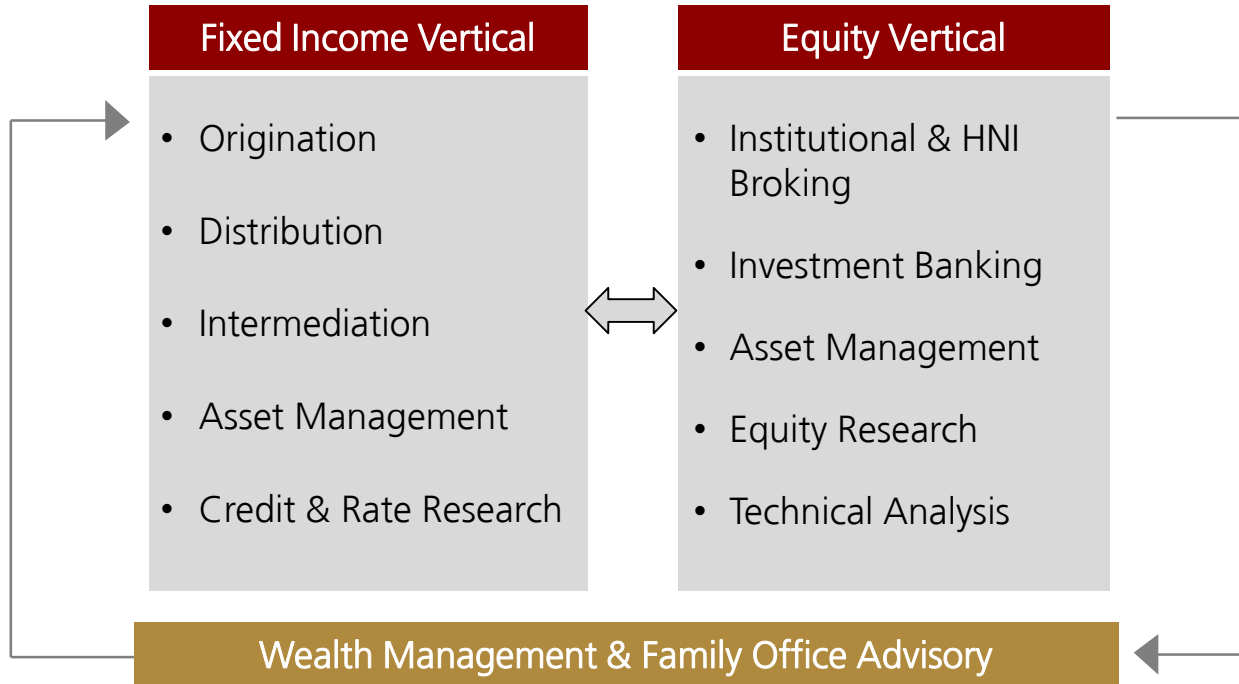 Fixed Income Vertical
• Origination
• Distribution
• Intermediation
• Asset Management
• Credit & Rate Research
Equity Vertical
• Institutional & HNI
Broking
• Investment Banking
• Asset Management
• Equity Research
• Technical Analysis
Wealth Management & Family Office Advisory